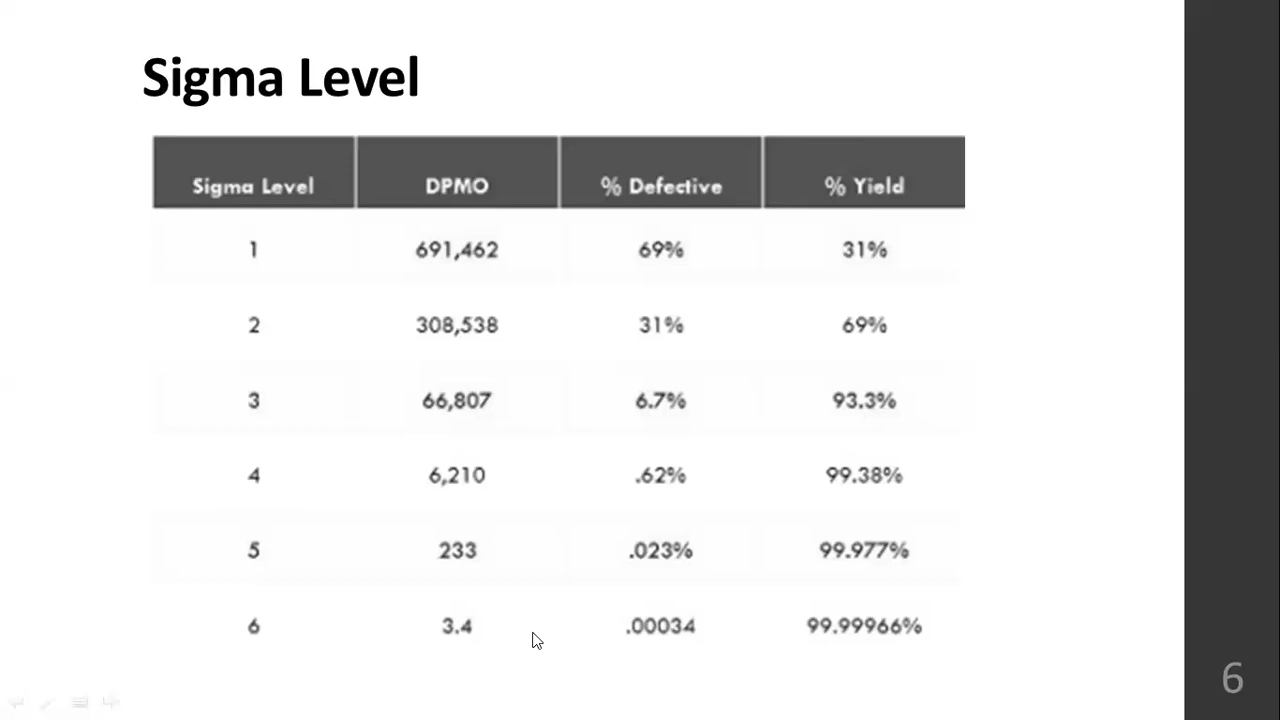 Sigma Level
Sigma Level DPMO % Defective % Yield
1 691,462 69% 31%
2 308,538 31% 69%
3 66,807 6.7% 93.3%
4 6,210 .62% 99.38%
5 233 .023% 99.977%
6 3.4 .00034 99.99966%
6